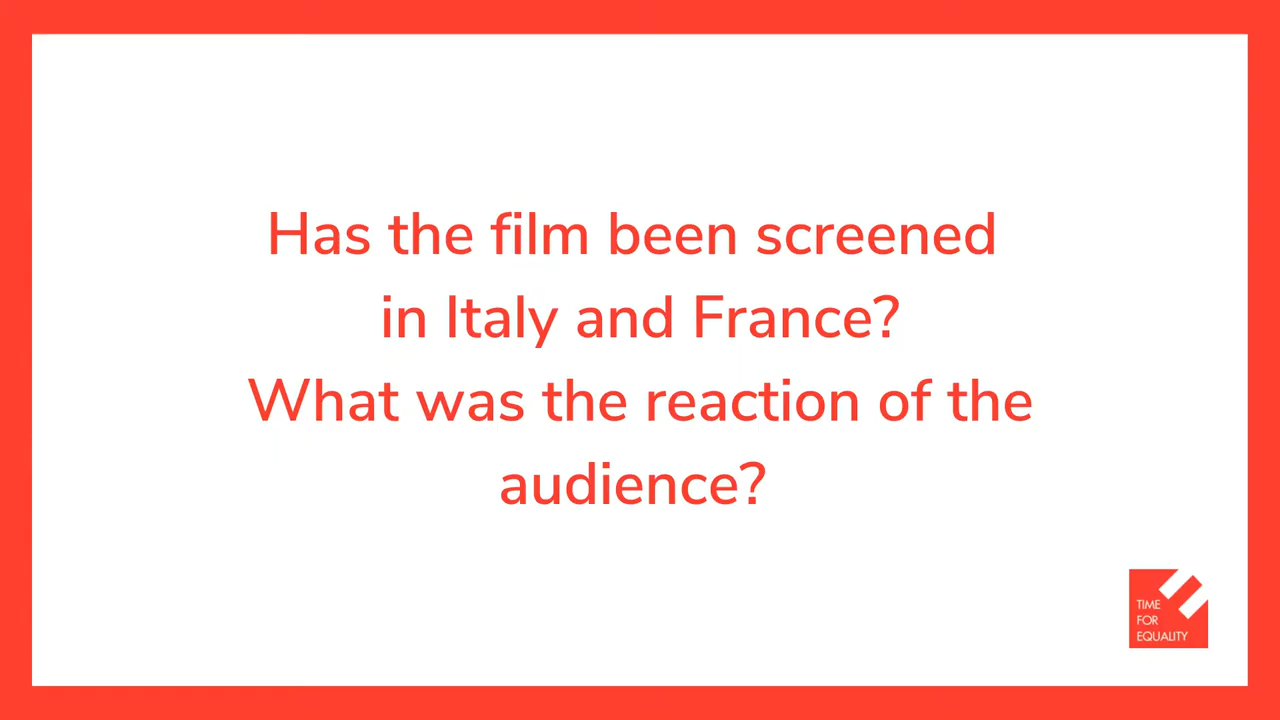 Has the film been screened
in Italy and France?
What was the reaction of the
audience?
TIME
FOR
EQUALITY